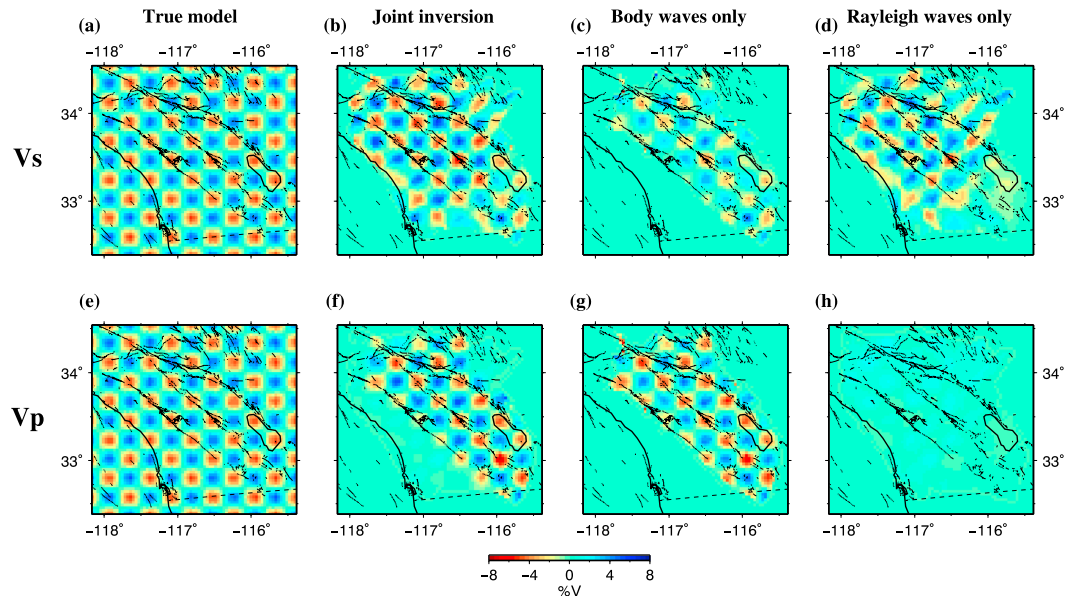 True model
Joint inversion
Body waves only
Rayleigh waves only
(a)
(b)
(c)
(d)
−118˚ −117˚ −116˚
−118˚ −117˚ −116˚
−118˚ −117˚ −116˚
−118˚ −117˚ −116˚
Vs
34˚
33˚
34˚
33˚
(e)
(f)
(g)
(h)
Vp
34˚
33˚
34˚
33˚
−118˚ −117˚ −116˚
−118˚ −117˚ −116˚
−118˚ −117˚ −116˚
−118˚ −117˚ −116˚
−8 −4 0 4 8
%V